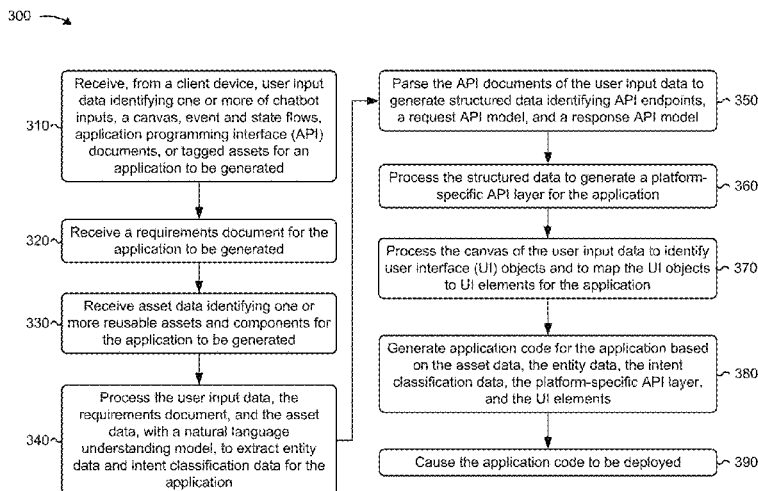 300
310
Receive, from a client device, user input
data identifying one or more of chatbot
inputs, a canvas, event and state flows,
application programming interface (API)
documents, or tagged assets for an
application to be generated
320
Receive a requirements document for the
application to be generated
330
Receive asset data identifying one or
more reusable assets and components for
the application to be generated
340
Process the user input data, the
requirements document, and the asset
data, with a natural language
understanding model, to extract entity
data and intent classification data for the
application
Parse the API documents of the user input data to
generate structured data identifying API endpoints,
a request API model, and a response API model
350
Process the structured data to generate a platform-
specific API layer for the application
360
Process the canvas of the user input data to identify
user interface (UI) objects and to map the UI objects
to UI elements for the application
370
Generate application code for the application based
on the asset data, the entity data, the intent
classification data, the platform-specific API layer,
and the UI elements
380
Cause the application code to be deployed
390